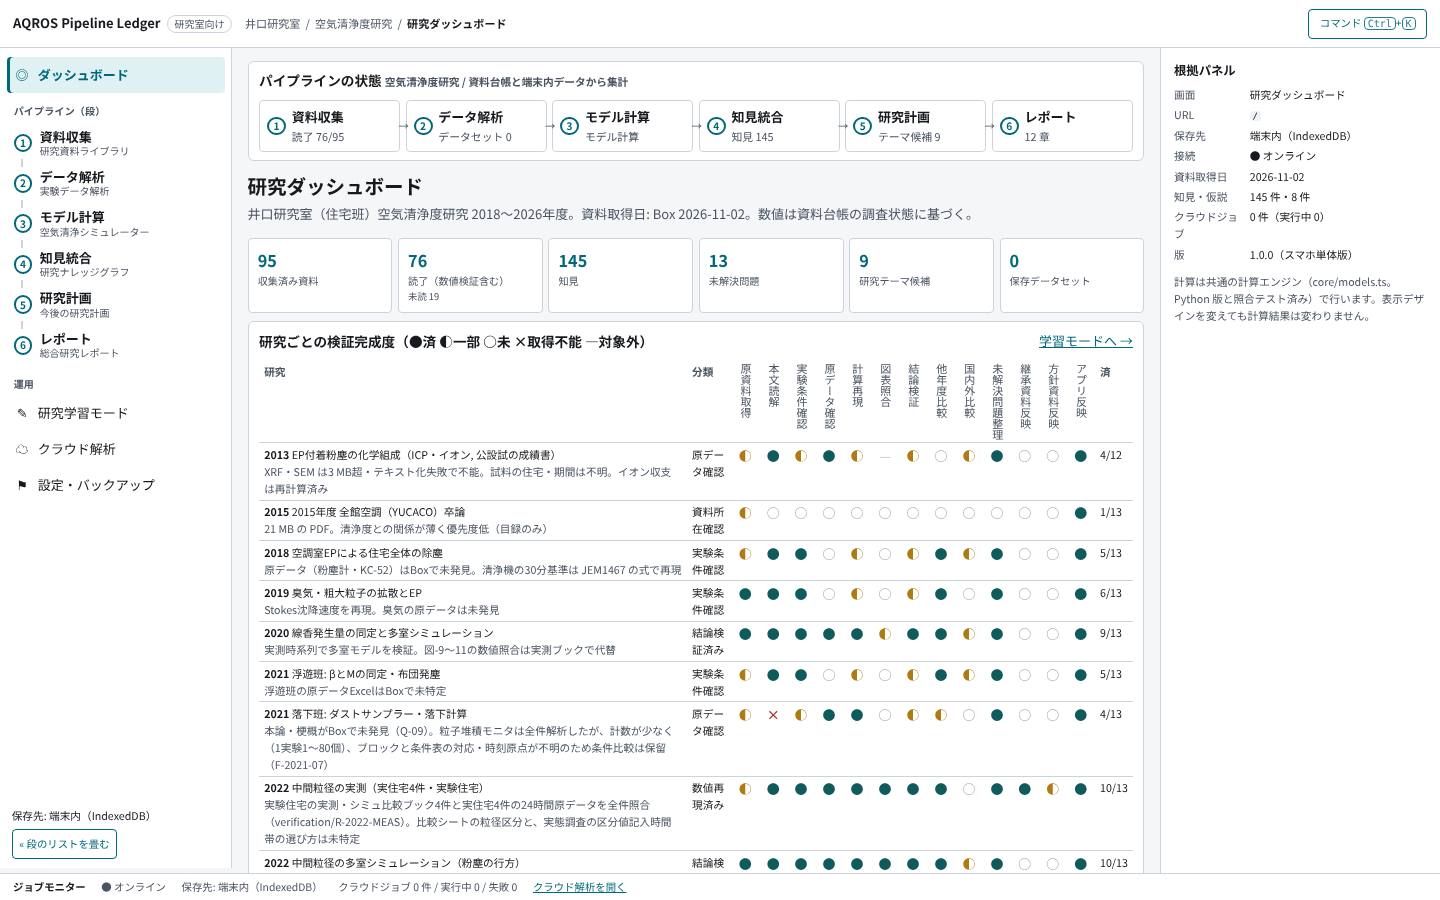 AQROS Pipeline Ledger 研究室向け 井口研究室 / 空気清浄度研究 / 研究ダッシュボード コマンド Ctrl+K
◎ ダッシュボード
パイプライン（段）
1 資料収集
研究資料ライブラリ
2 データ解析
実験データ解析
3 モデル計算
空気清浄シミュレーター
4 知見統合
研究ナレッジグラフ
5 研究計画
今後の研究計画
6 レポート
総合研究レポート
運用
✎ 研究学習モード
クラウド解析
⚑ 設定・バックアップ
保存先: 端末内（IndexedDB）
« 段のリストを畳む
パイプラインの状態 空気清浄度研究 / 資料台帳と端末内データから集計
1 資料収集
読了 76/95
→
2 データ解析
データセット 0
→
3 モデル計算
モデル計算
→
4 知見統合
知見 145
→
5 研究計画
テーマ候補 9
→
6 レポート
12 章
研究ダッシュボード
井口研究室（住宅班）空気清浄度研究 2018〜2026年度。資料取得日: Box 2026-11-02。数値は資料台帳の調査状態に基づく。
95
収集済み資料
76
読了（数値検証含む）
未読 19
145
知見
13
未解決問題
9
研究テーマ候補
0
保存データセット
研究ごとの検証完成度（●済 ◐一部 ○未 ×取得不能 —対象外）
学習モードへ →
研究 分類 原資料取得 本文読解 実験条件確認 原データ確認 計算再現 図表照合 結論検証 他年度比較 国内外比較 未解決問題整理 継承資料反映 方針資料反映 アプリ反映 済
2013 EP付着粉塵の化学組成（ICP・イオン, 公設試の成績書）
XRF・SEM は3 MB超・テキスト化失敗で不能。試料の住宅・期間は不明。イオン収支
は再計算済み
原デー
タ確認
◐ ● ◐ ● ◐ — ◐ ○ ◐ ● ○ ○ ● 4/12
2015 2015年度 全館空調（YUCACO）卒論
21 MB の PDF。清浄度との関係が薄く優先度低（目録のみ）
資料所
在確認
◐ ○ ○ ○ ○ ○ ○ ○ ○ ○ ○ ○ ● 1/13
2018 空調室EPによる住宅全体の除塵
原データ（粉塵計・KC-52）はBoxで未発見。清浄機の30分基準は JEM1467 の式で再現
実験条
件確認
◐ ● ● ○ ◐ ○ ◐ ● ◐ ● ○ ○ ● 5/13
2019 臭気・粗大粒子の拡散とEP
Stokes沈降速度を再現。臭気の原データは未発見
実験条
件確認
● ● ● ○ ◐ ○ ◐ ● ○ ● ○ ○ ● 6/13
2020 線香発生量の同定と多室シミュレーション
実測時系列で多室モデルを検証。図-9〜11の数値照合は実測ブックで代替
結論検
証済み
● ● ● ● ● ◐ ● ● ◐ ● ○ ○ ● 9/13
2021 浮遊班: βとMの同定・布団発塵
浮遊班の原データExcelはBoxで未特定
実験条
件確認
◐ ● ● ○ ◐ ○ ◐ ● ◐ ● ○ ○ ● 5/13
2021 落下班: ダストサンプラー・落下計算
本論・梗概がBoxで未発見（Q-09）。粒子堆積モニタは全件解析したが、計数が少なく
（1実験1〜80個）、ブロックと条件表の対応・時刻原点が不明のため条件比較は保留
（F-2021-07）
原デー
タ確認
◐ × ◐ ● ● ○ ◐ ◐ ○ ● ○ ○ ● 4/13
2022 中間粒径の実測（実住宅4件・実験住宅）
実験住宅の実測・シミュ比較ブック4件と実住宅4件の24時間原データを全件照合
（verification/R-2022-MEAS）。比較シートの粒径区分と、実態調査の区分値記入時間
帯の選び方は未特定
数値再
現済み
◐ ● ● ● ● ● ● ● ○ ● ● ◐ ● 10/13
2022 中間粒径の多室シミュレーション（粉塵の行方）
結論検
● ● ● ● ● ● ● ● ◐ ● ○ ○ ● 10/13
根拠パネル
画面 研究ダッシュボード
URL /
保存先 端末内（IndexedDB）
接続 ● オンライン
資料取得日 2026-11-02
知見・仮説 145 件・8 件
クラウドジョ
ブ
0 件（実行中 0）
版 1.0.0（スマホ単体版）
計算は共通の計算エンジン（core/models.ts。
Python 版と照合テスト済み）で行います。表示デザ
インを変えても計算結果は変わりません。
ジョブモニター ● オンライン 保存先: 端末内（IndexedDB） クラウドジョブ 0 件 / 実行中 0 / 失敗 0 クラウド解析を開く